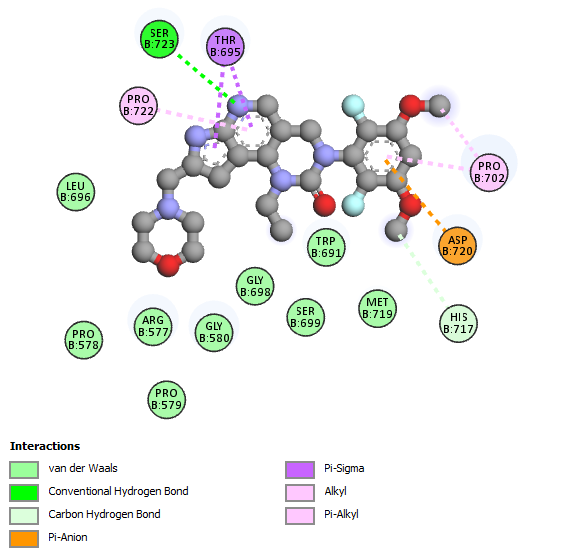 SER
B:723
THR
B:695
PRO
B:722
PRO
B:702
LEU
B:696
TRP
B:691
ASP
B:720
GLY
B:698
SER
B:699
MET
B:719
HIS
B:717
ARG
B:577
GLY
B:580
PRO
B:578
PRO
B:579
Interactions
van der Waals
Conventional Hydrogen Bond
Carbon Hydrogen Bond
Pi-Anion
Pi-Sigma
Alkyl
Pi-Alkyl